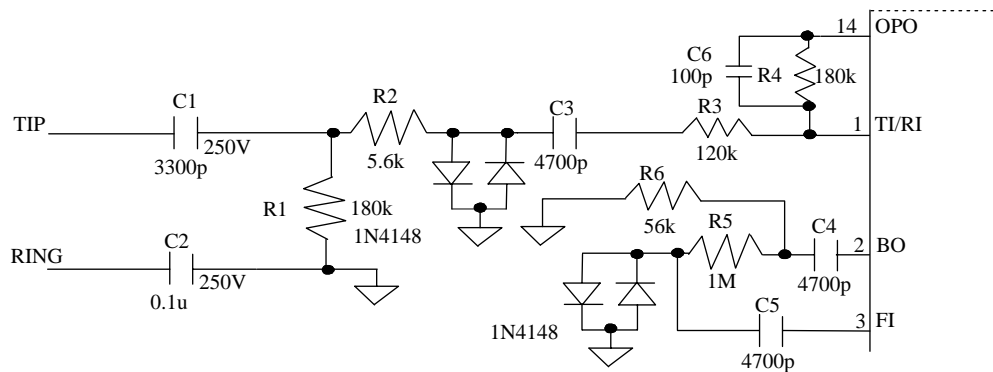 14 OPO
C6
100p R4 180k
C1 R2 C3 R3
TIP 250V 1 TI/RI
3300p 5.6k 4700p 120k
R6
R1 180k 56k
1N4148 R5 C4
C2 2 BO
RING 250V 1M 4700p
0.1u C5
1N4148 3 FI
4700p